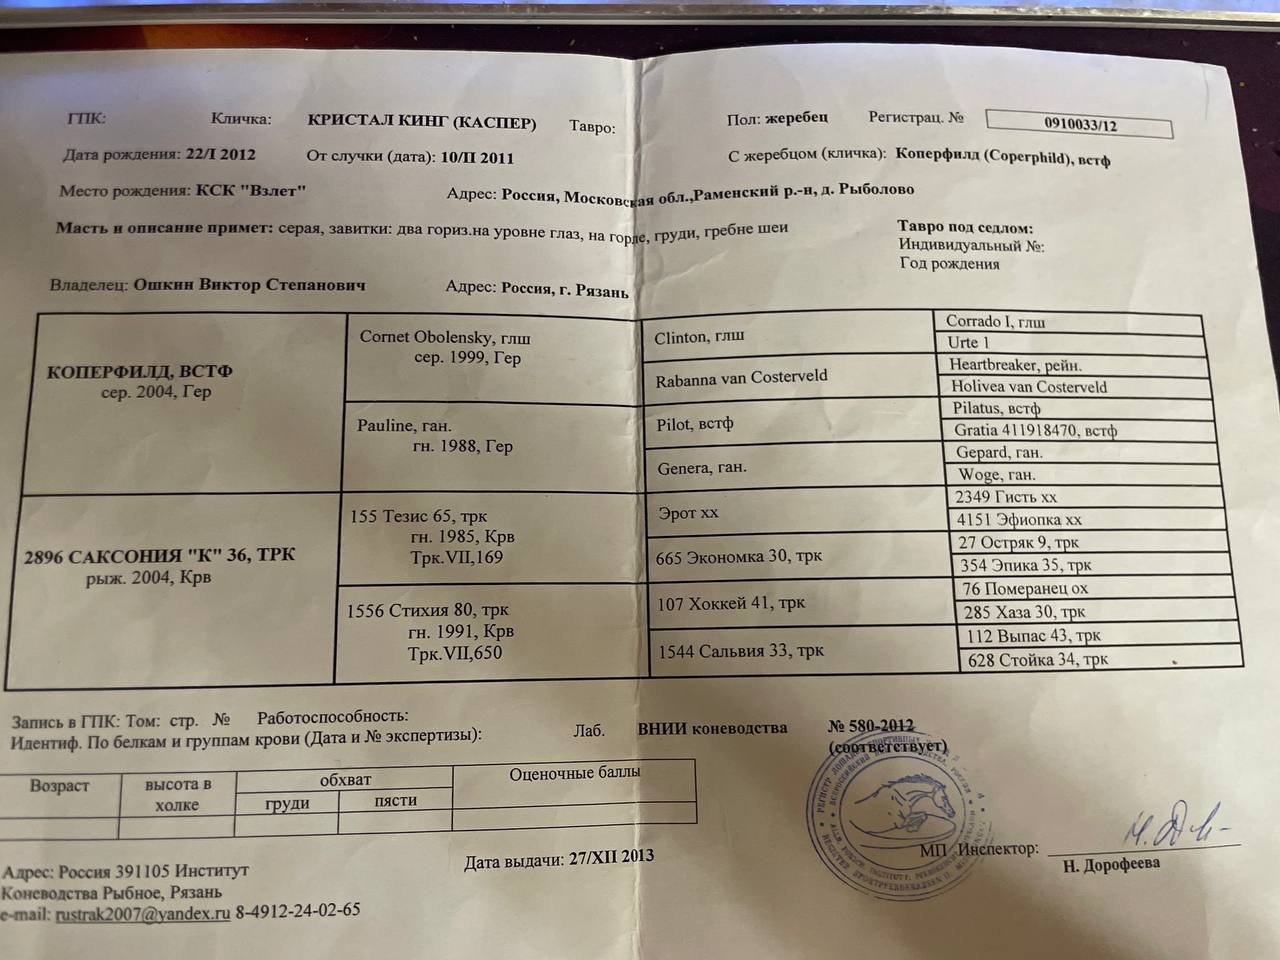 ГПК: Кличка: КРИСТАЛ КИНГ (КАСПЕР) Тавро: Пол: жеребец Регистрац. № 0910033/12
Дата рождения: 22/I 2012 От случки (дата): 10/II 2011 С жеребцом (кличка): Коперфилд (Coperphild), встф
Место рождения: КСК "Взлет" Адрес: Россия, Московская обл.,Раменский р.-н, д. Рыболово
Масть и описание примет: серая, завитки: два гориз.на уровне глаз, на горле, груди, гребне шеи
Тавро под седлом:
Индивидуальный №:
Год рождения
Владелец: Ошкин Виктор Степанович Адрес: Россия, г. Рязань
КОПЕРФИЛД, ВСТФ
сер. 2004, Гер
Cornet Obolensky, глш
сер. 1999, Гер
Clinton, глш
Corrado I, глш
Urte 1
Rabanna van Costerveld
Heartbreaker, рейн.
Holivea van Costerveld
Pauline, ган.
гн. 1988, Гер
Pilot, встф
Pilatus, встф
Gratia 411918470, встф
Genera, ган.
Gepard, ган.
Woge, ган.
2896 САКСОНИЯ "К" 36, ТРК
рыж. 2004, Крв
155 Тезис 65, трк
гн. 1985, Крв
Трк.VII,169
Эрот хх
2349 Гисть хх
4151 Эфиопка хх
665 Экономка 30, трк
27 Остряк 9, трк
354 Эпика 35, трк
1556 Стихия 80, трк
гн. 1991, Крв
Трк.VII,650
107 Хоккей 41, трк
76 Померанец ох
285 Хаза 30, трк
1544 Сальвия 33, трк
112 Выпас 43, трк
628 Стойка 34, трк
Запись в ГПК: Том: стр. № Работоспособность:
Идентиф. По белкам и группам крови (Дата и № экспертизы): Лаб. ВНИИ коневодства № 580-2012
(соответствует)
Возраст высота в холке обхват Оценочные баллы
груди пясти
МП Инспектор:
Н. Дорофеева
Дата выдачи: 27/XII 2013
Адрес: Россия 391105 Институт
Коневодства Рыбное, Рязань
e-mail: rustrak2007@yandex.ru 8-4912-24-02-65